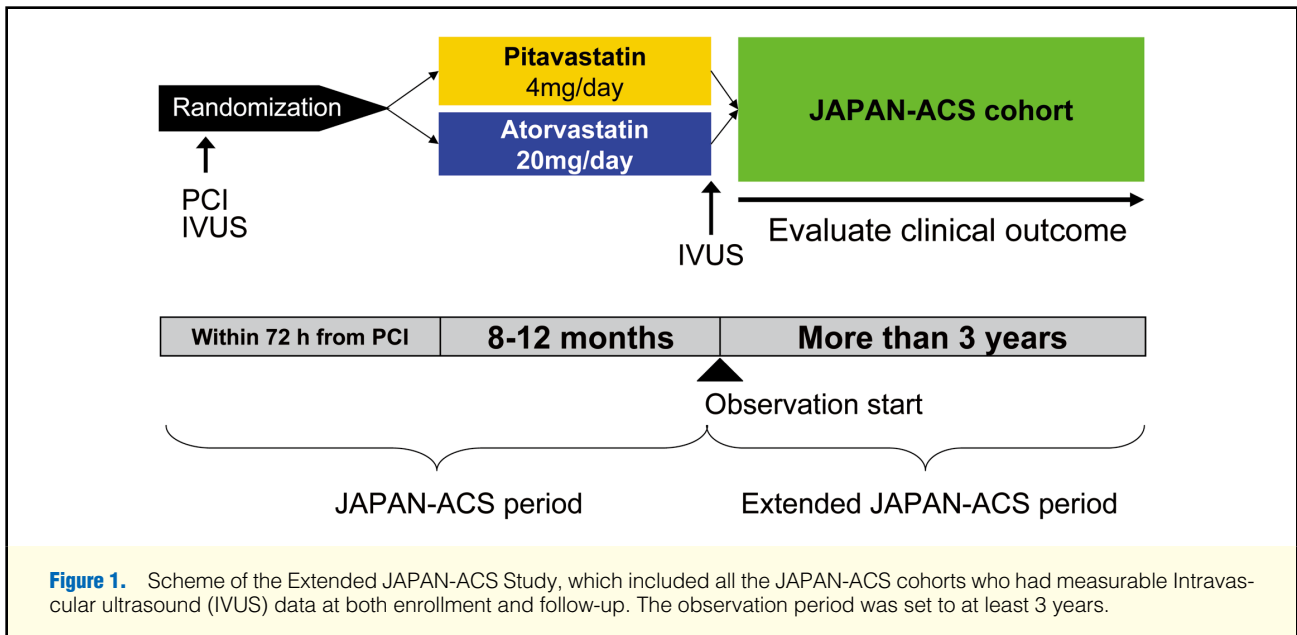 Pitavastatin
4mg/day
Randomization
Atorvastatin
20mg/day
JAPAN-ACS cohort
PCI
IVUS
IVUS
Evaluate clinical outcome
Within 72 h from PCI
8-12 months
More than 3 years
Observation start
JAPAN-ACS period
Extended JAPAN-ACS period
Figure 1. Scheme of the Extended JAPAN-ACS Study, which included all the JAPAN-ACS cohorts who had measurable Intravas-
cular ultrasound (IVUS) data at both enrollment and follow-up. The observation period was set to at least 3 years.